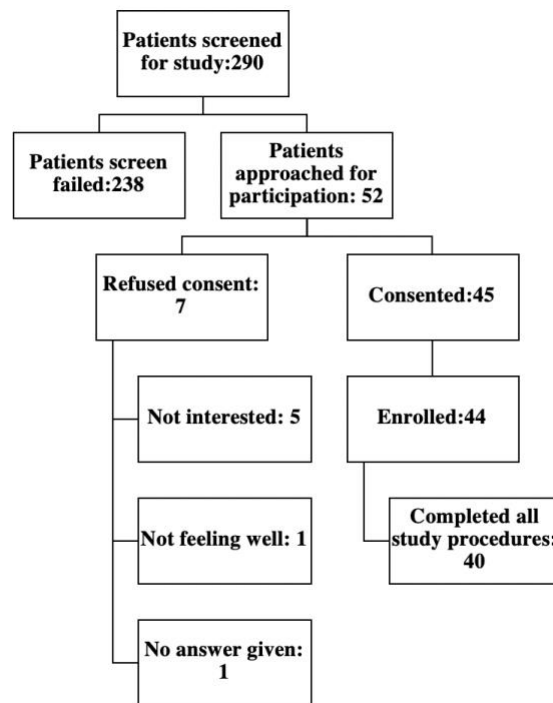 Patients screened
for study:290
Patients screen
failed:238
Patients
approached for
participation: 52
Refused consent:
7
Consented:45
Not interested: 5
Enrolled:44
Not feeling well: 1
Completed all
study procedures:
40
No answer given:
1